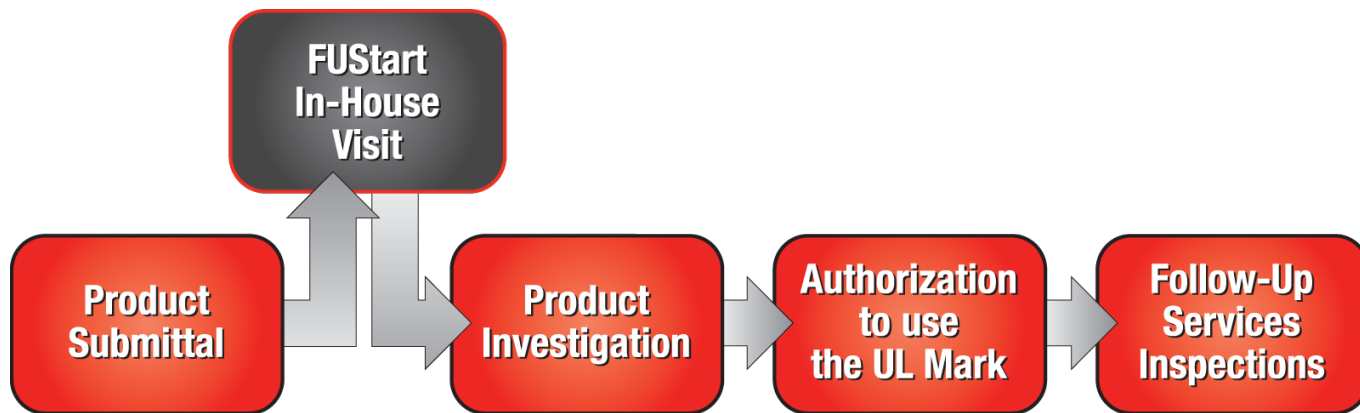 FUStart
In-House
Visit
Product
Submittal
Product
Investigation
Authorization
to use
the UL Mark
Follow-Up
Services
Inspections